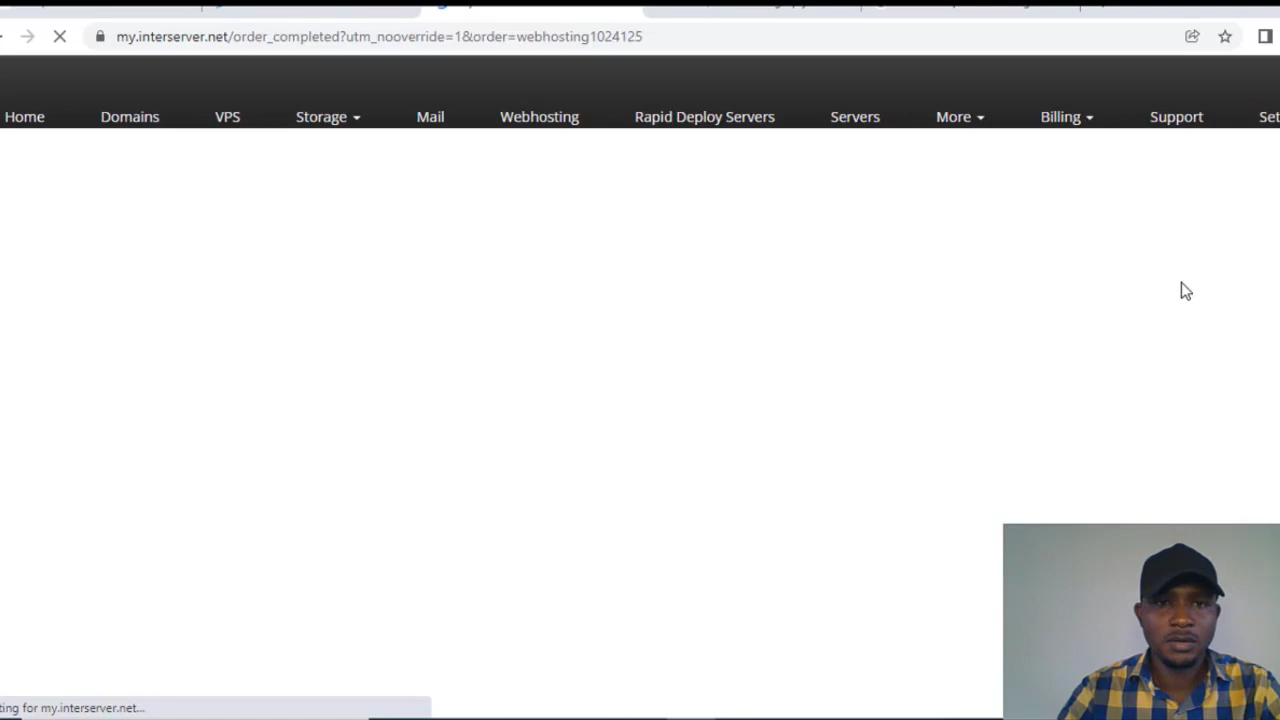 my.interserver.net/order_completed?utm_nooverride=1&order=webhosting1024125
Home Domains VPS Storage Mail Webhosting Rapid Deploy Servers Servers More Billing Support Set
ting for my.interserver.net...